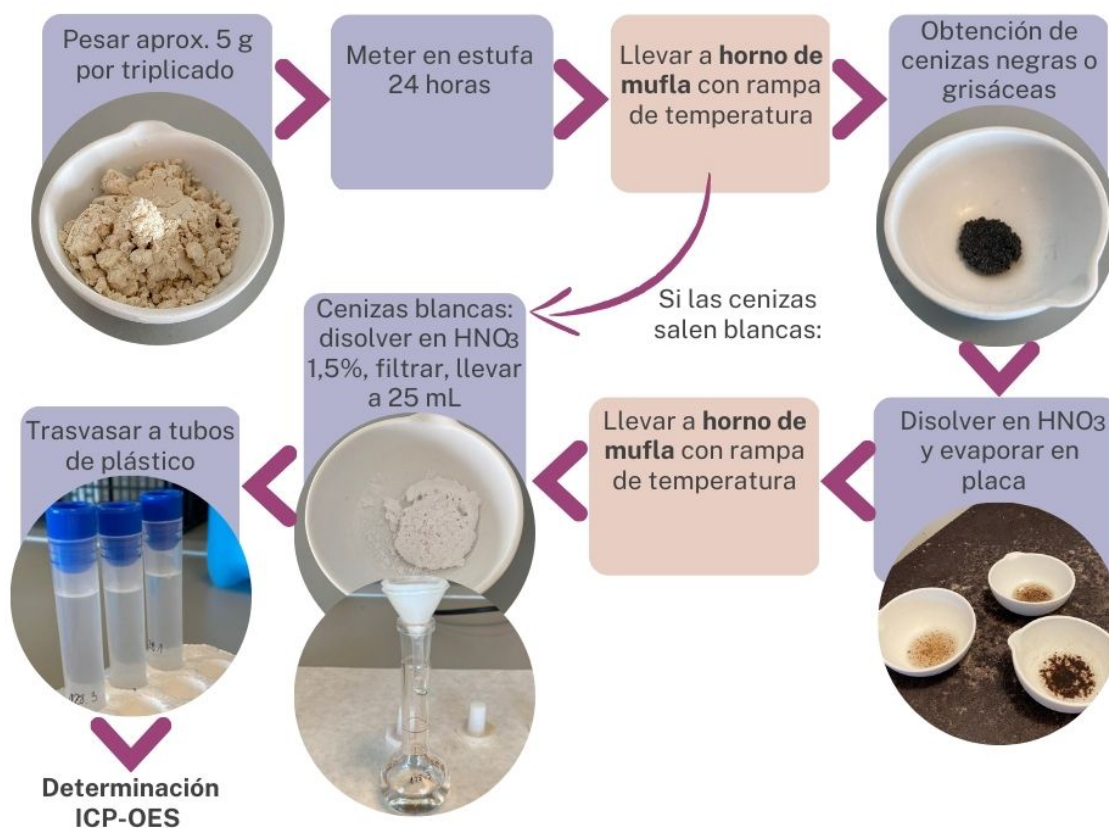 Pesar aprox. 5 g
por triplicado
Meter en estufa
24 horas
Llevar a horno de
mufla con rampa
de temperatura
Obtención de
cenizas negras o
grisáceas
Si las cenizas
salen blancas:
Disolver en HNO3
y evaporar en
placa
Llevar a horno de
mufla con rampa
de temperatura
Cenizas blancas:
disolver en HNO3
1,5%, filtrar, llevar
a 25 mL
Trasvasar a tubos
de plástico
Determinación
ICP-OES